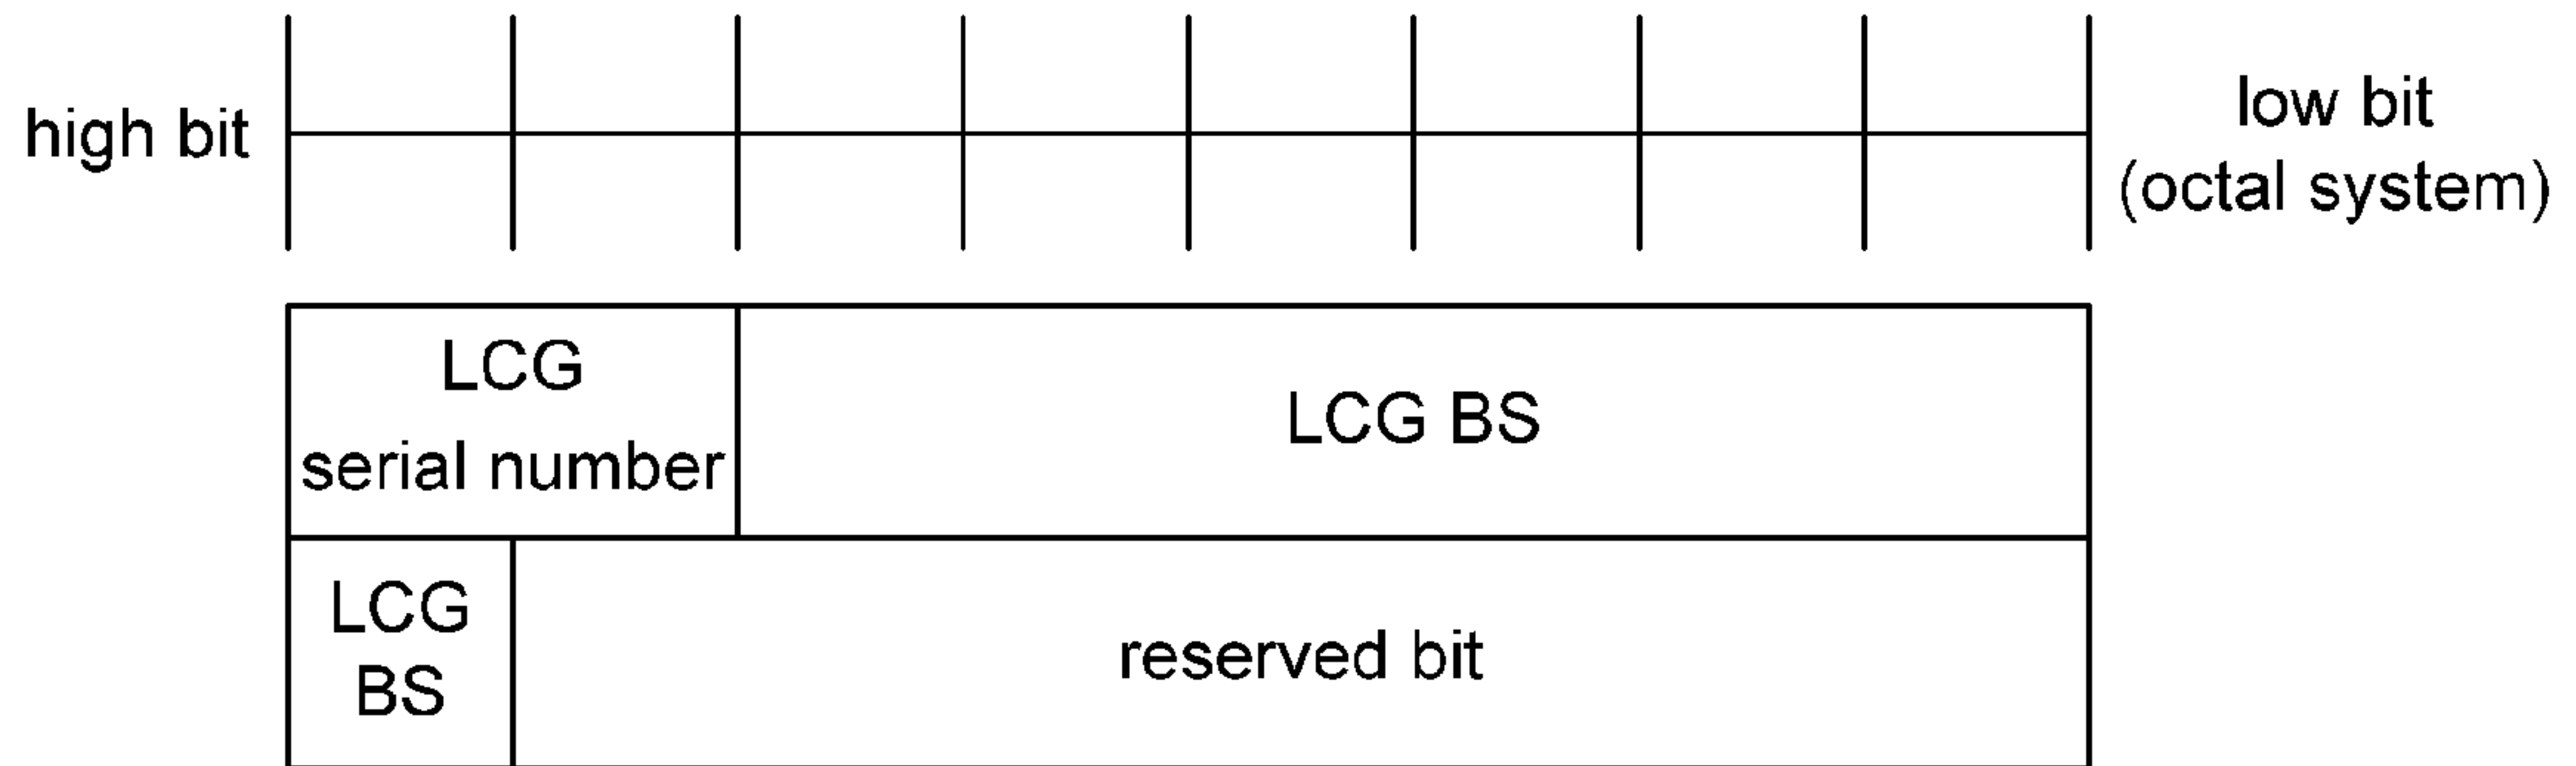 high bit
low bit
(octal system)
LCG
serial number
LCG BS
LCG
BS
reserved bit